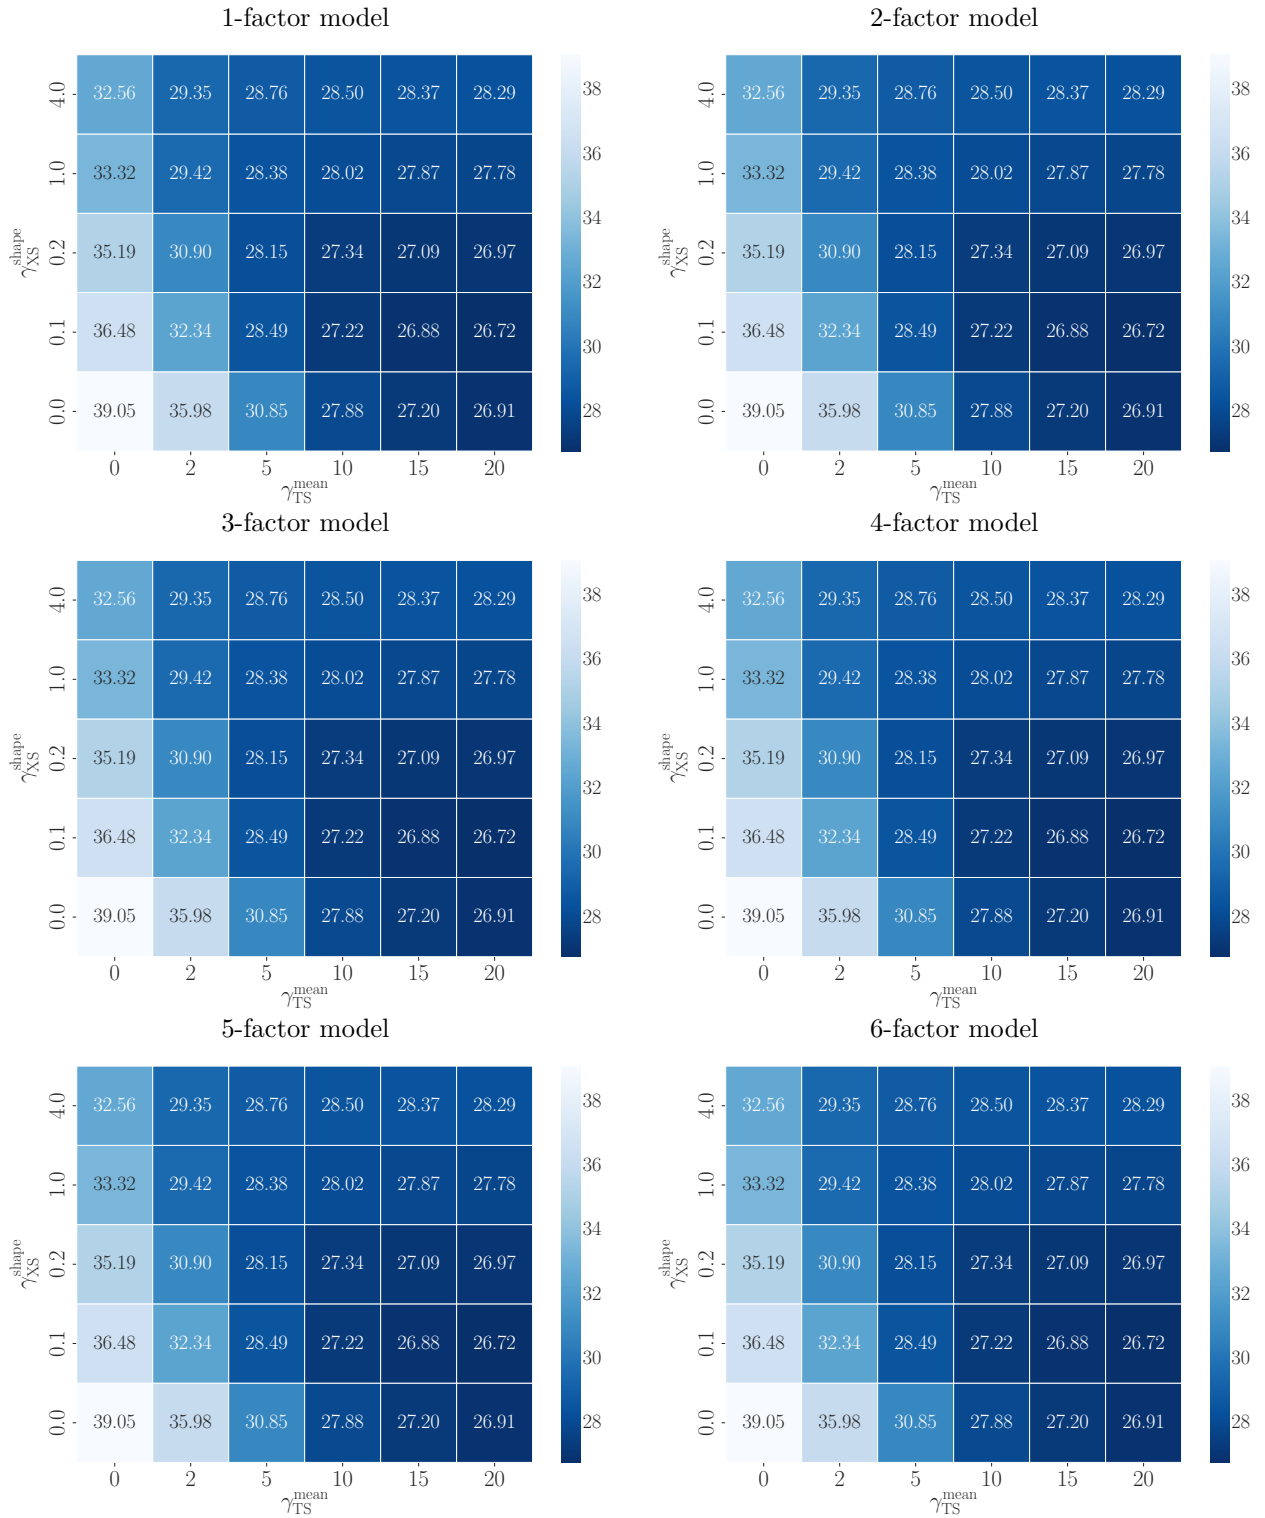 1-factor model
4.0 32.56 29.35 28.76 28.50 28.37 28.29
1.0 33.32 29.42 28.38 28.02 27.87 27.78
0.2 35.19 30.90 28.15 27.34 27.09 26.97
0.1 36.48 32.34 28.49 27.22 26.88 26.72
0.0 39.05 35.98 30.85 27.88 27.20 26.91
0 2 5 10 15 20
γ_TS^mean
γ_XS^shape
38
36
34
32
30
28
2-factor model
4.0 32.56 29.35 28.76 28.50 28.37 28.29
1.0 33.32 29.42 28.38 28.02 27.87 27.78
0.2 35.19 30.90 28.15 27.34 27.09 26.97
0.1 36.48 32.34 28.49 27.22 26.88 26.72
0.0 39.05 35.98 30.85 27.88 27.20 26.91
0 2 5 10 15 20
γ_TS^mean
γ_XS^shape
38
36
34
32
30
28
3-factor model
4.0 32.56 29.35 28.76 28.50 28.37 28.29
1.0 33.32 29.42 28.38 28.02 27.87 27.78
0.2 35.19 30.90 28.15 27.34 27.09 26.97
0.1 36.48 32.34 28.49 27.22 26.88 26.72
0.0 39.05 35.98 30.85 27.88 27.20 26.91
0 2 5 10 15 20
γ_TS^mean
γ_XS^shape
38
36
34
32
30
28
4-factor model
4.0 32.56 29.35 28.76 28.50 28.37 28.29
1.0 33.32 29.42 28.38 28.02 27.87 27.78
0.2 35.19 30.90 28.15 27.34 27.09 26.97
0.1 36.48 32.34 28.49 27.22 26.88 26.72
0.0 39.05 35.98 30.85 27.88 27.20 26.91
0 2 5 10 15 20
γ_TS^mean
γ_XS^shape
38
36
34
32
30
28
5-factor model
4.0 32.56 29.35 28.76 28.50 28.37 28.29
1.0 33.32 29.42 28.38 28.02 27.87 27.78
0.2 35.19 30.90 28.15 27.34 27.09 26.97
0.1 36.48 32.34 28.49 27.22 26.88 26.72
0.0 39.05 35.98 30.85 27.88 27.20 26.91
0 2 5 10 15 20
γ_TS^mean
γ_XS^shape
38
36
34
32
30
28
6-factor model
4.0 32.56 29.35 28.76 28.50 28.37 28.29
1.0 33.32 29.42 28.38 28.02 27.87 27.78
0.2 35.19 30.90 28.15 27.34 27.09 26.97
0.1 36.48 32.34 28.49 27.22 26.88 26.72
0.0 39.05 35.98 30.85 27.88 27.20 26.91
0 2 5 10 15 20
γ_TS^mean
γ_XS^shape
38
36
34
32
30
28